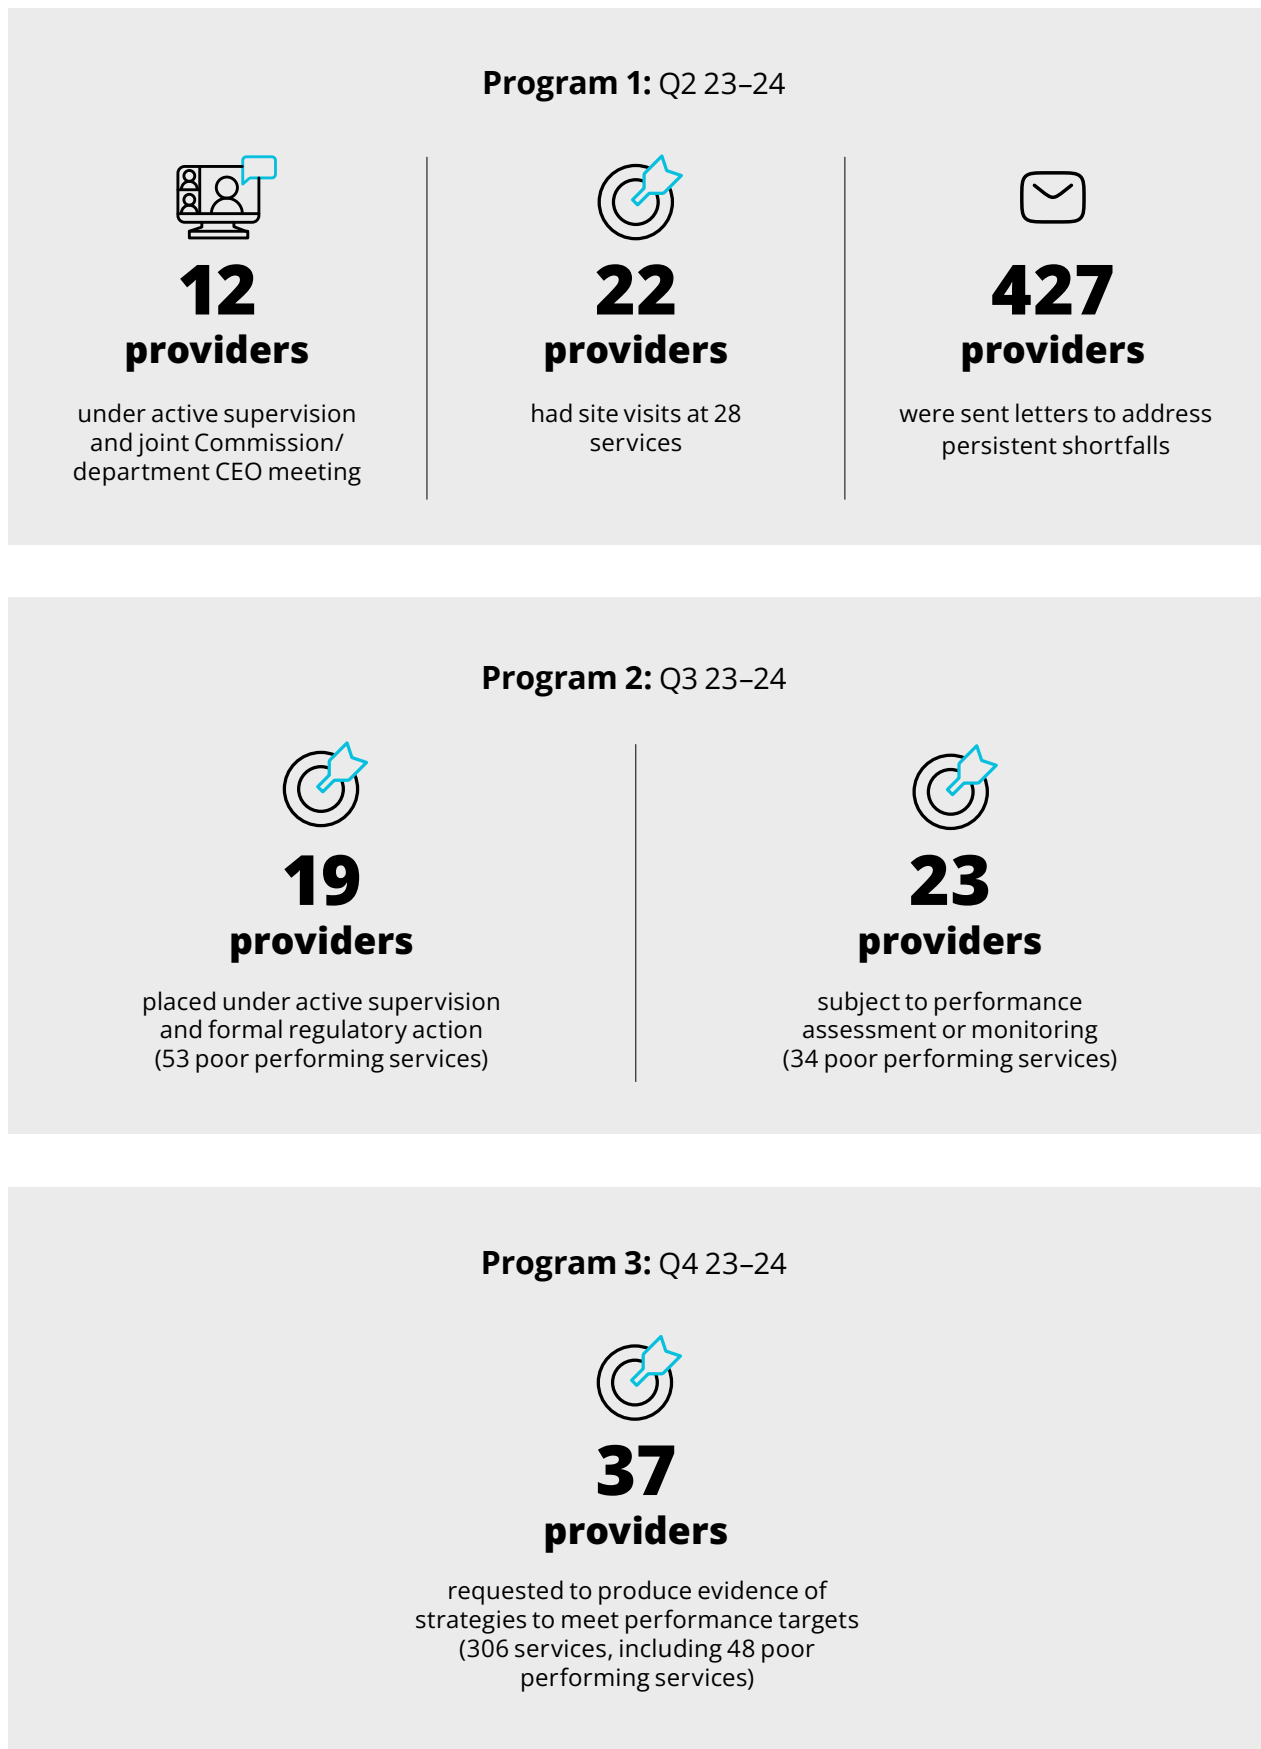 Program 1: Q2 23–24
12
providers
under active supervision
and joint Commission/
department CEO meeting
22
providers
had site visits at 28
services
427
providers
were sent letters to address
persistent shortfalls
Program 2: Q3 23–24
19
providers
placed under active supervision
and formal regulatory action
(53 poor performing services)
23
providers
subject to performance
assessment or monitoring
(34 poor performing services)
Program 3: Q4 23–24
37
providers
requested to produce evidence of
strategies to meet performance targets
(306 services, including 48 poor
performing services)